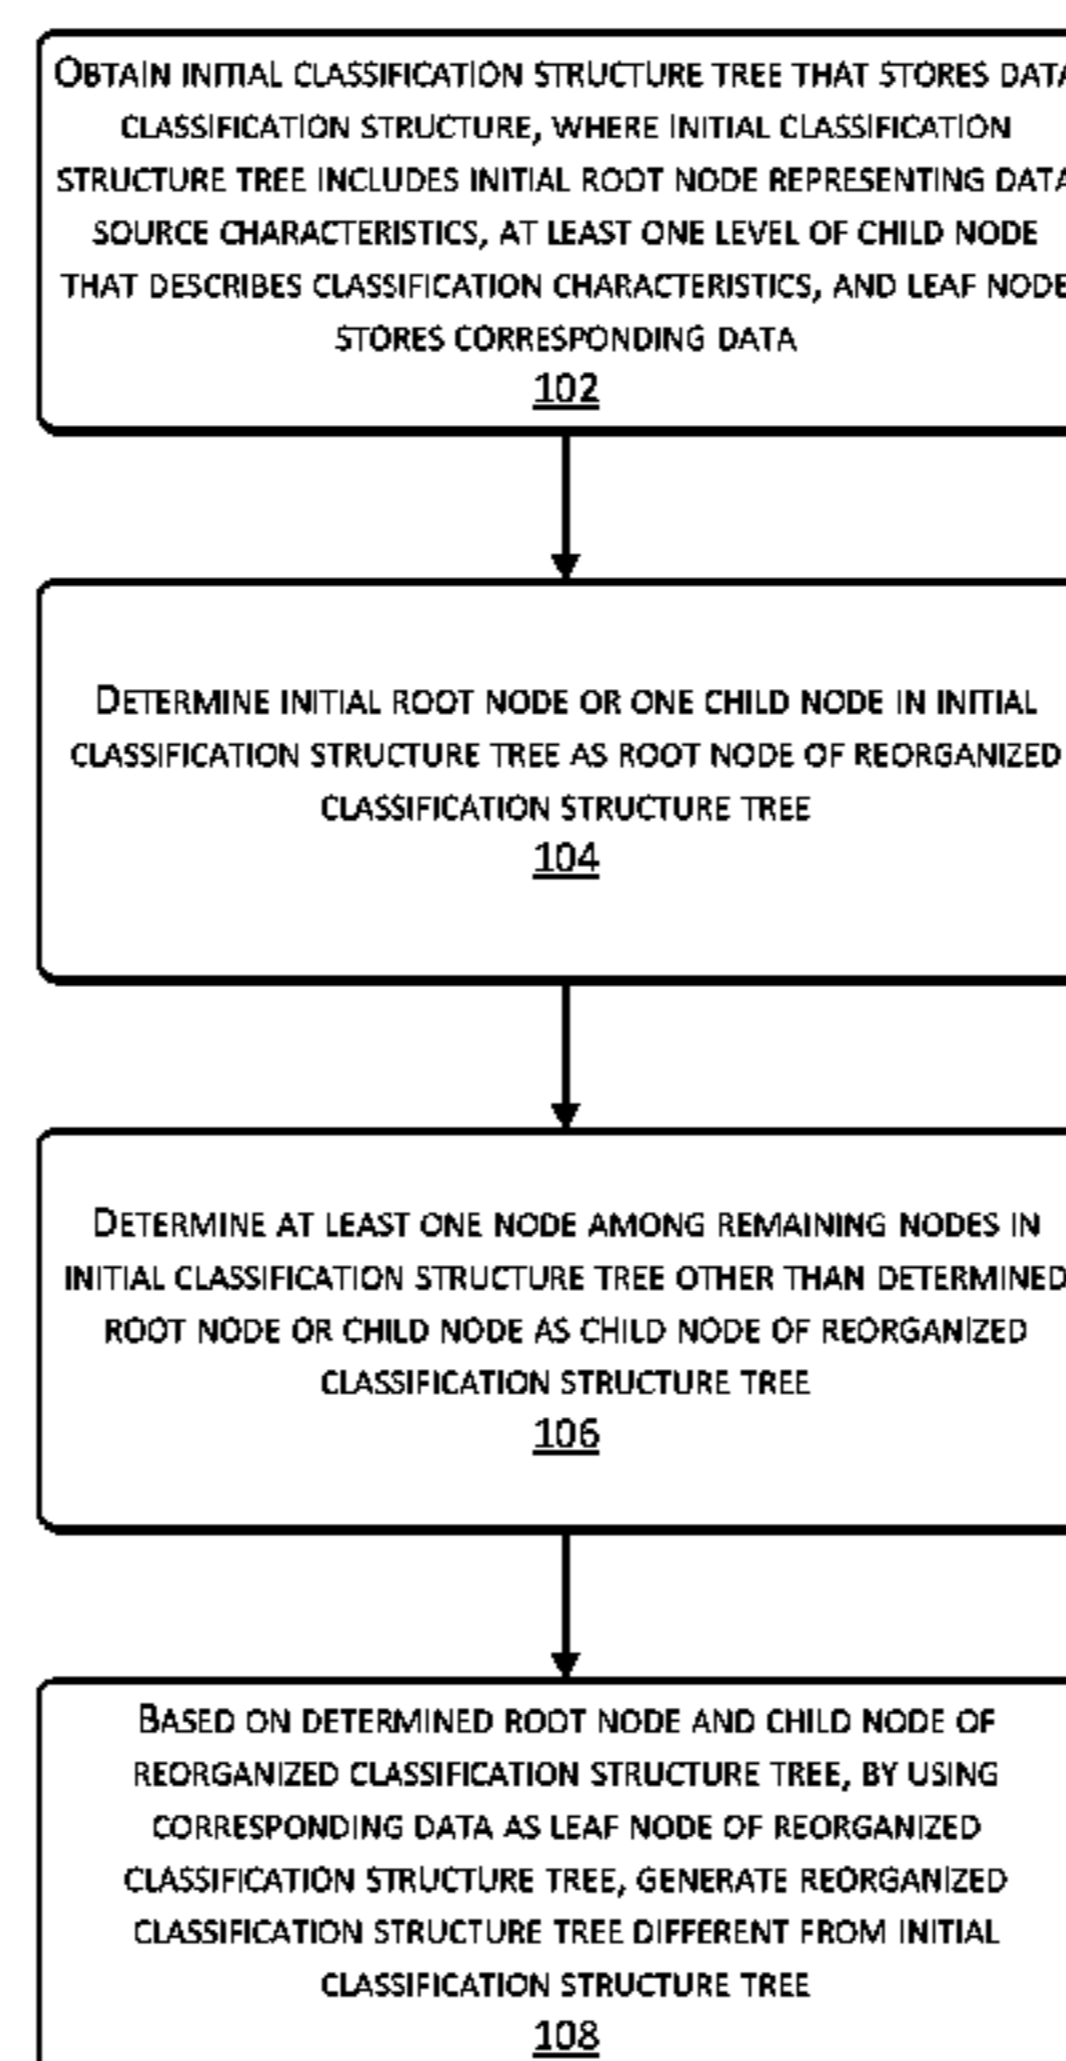 OBTAIN INITIAL CLASSIFICATION STRUCTURE TREE THAT STORES DATA
CLASSIFICATION STRUCTURE, WHERE INITIAL CLASSIFICATION
STRUCTURE TREE INCLUDES INITIAL ROOT NODE REPRESENTING DATA
SOURCE CHARACTERISTICS, AT LEAST ONE LEVEL OF CHILD NODE
THAT DESCRIBES CLASSIFICATION CHARACTERISTICS, AND LEAF NODE
STORES CORRESPONDING DATA
102
DETERMINE INITIAL ROOT NODE OR ONE CHILD NODE IN INITIAL
CLASSIFICATION STRUCTURE TREE AS ROOT NODE OF REORGANIZED
CLASSIFICATION STRUCTURE TREE
104
DETERMINE AT LEAST ONE NODE AMONG REMAINING NODES IN
INITIAL CLASSIFICATION STRUCTURE TREE OTHER THAN DETERMINED
ROOT NODE OR CHILD NODE AS CHILD NODE OF REORGANIZED
CLASSIFICATION STRUCTURE TREE
106
BASED ON DETERMINED ROOT NODE AND CHILD NODE OF
REORGANIZED CLASSIFICATION STRUCTURE TREE, BY USING
CORRESPONDING DATA AS LEAF NODE OF REORGANIZED
CLASSIFICATION STRUCTURE TREE, GENERATE REORGANIZED
CLASSIFICATION STRUCTURE TREE DIFFERENT FROM INITIAL
CLASSIFICATION STRUCTURE TREE
108